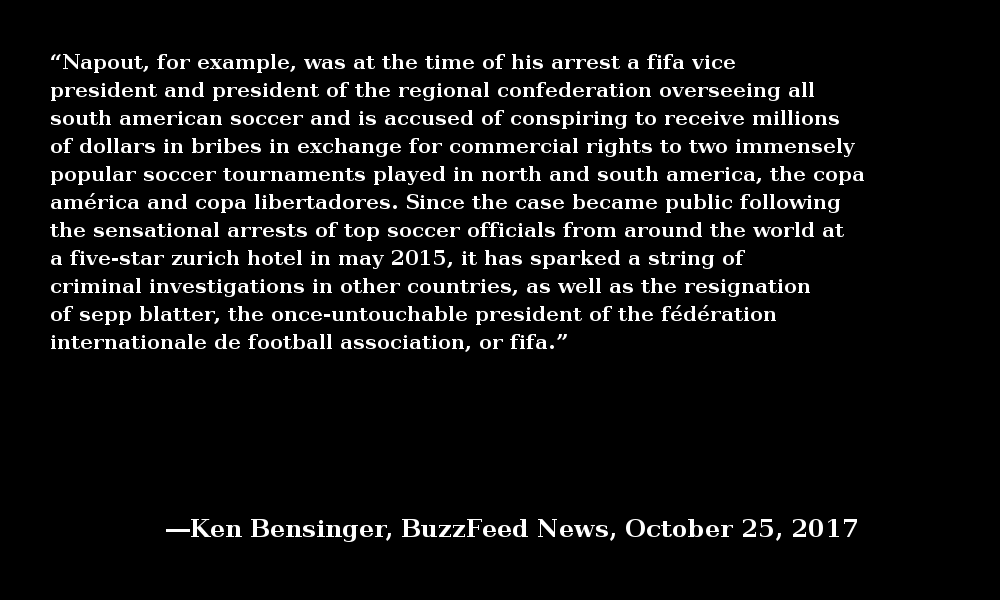 “Napout, for example, was at the time of his arrest a fifa vice
president and president of the regional confederation overseeing all
south american soccer and is accused of conspiring to receive millions
of dollars in bribes in exchange for commercial rights to two immensely
popular soccer tournaments played in north and south america, the copa
américa and copa libertadores. Since the case became public following
the sensational arrests of top soccer officials from around the world at
a five-star zurich hotel in may 2015, it has sparked a string of
criminal investigations in other countries, as well as the resignation
of sepp blatter, the once-untouchable president of the fédération
internationale de football association, or fifa.”
—Ken Bensinger, BuzzFeed News, October 25, 2017